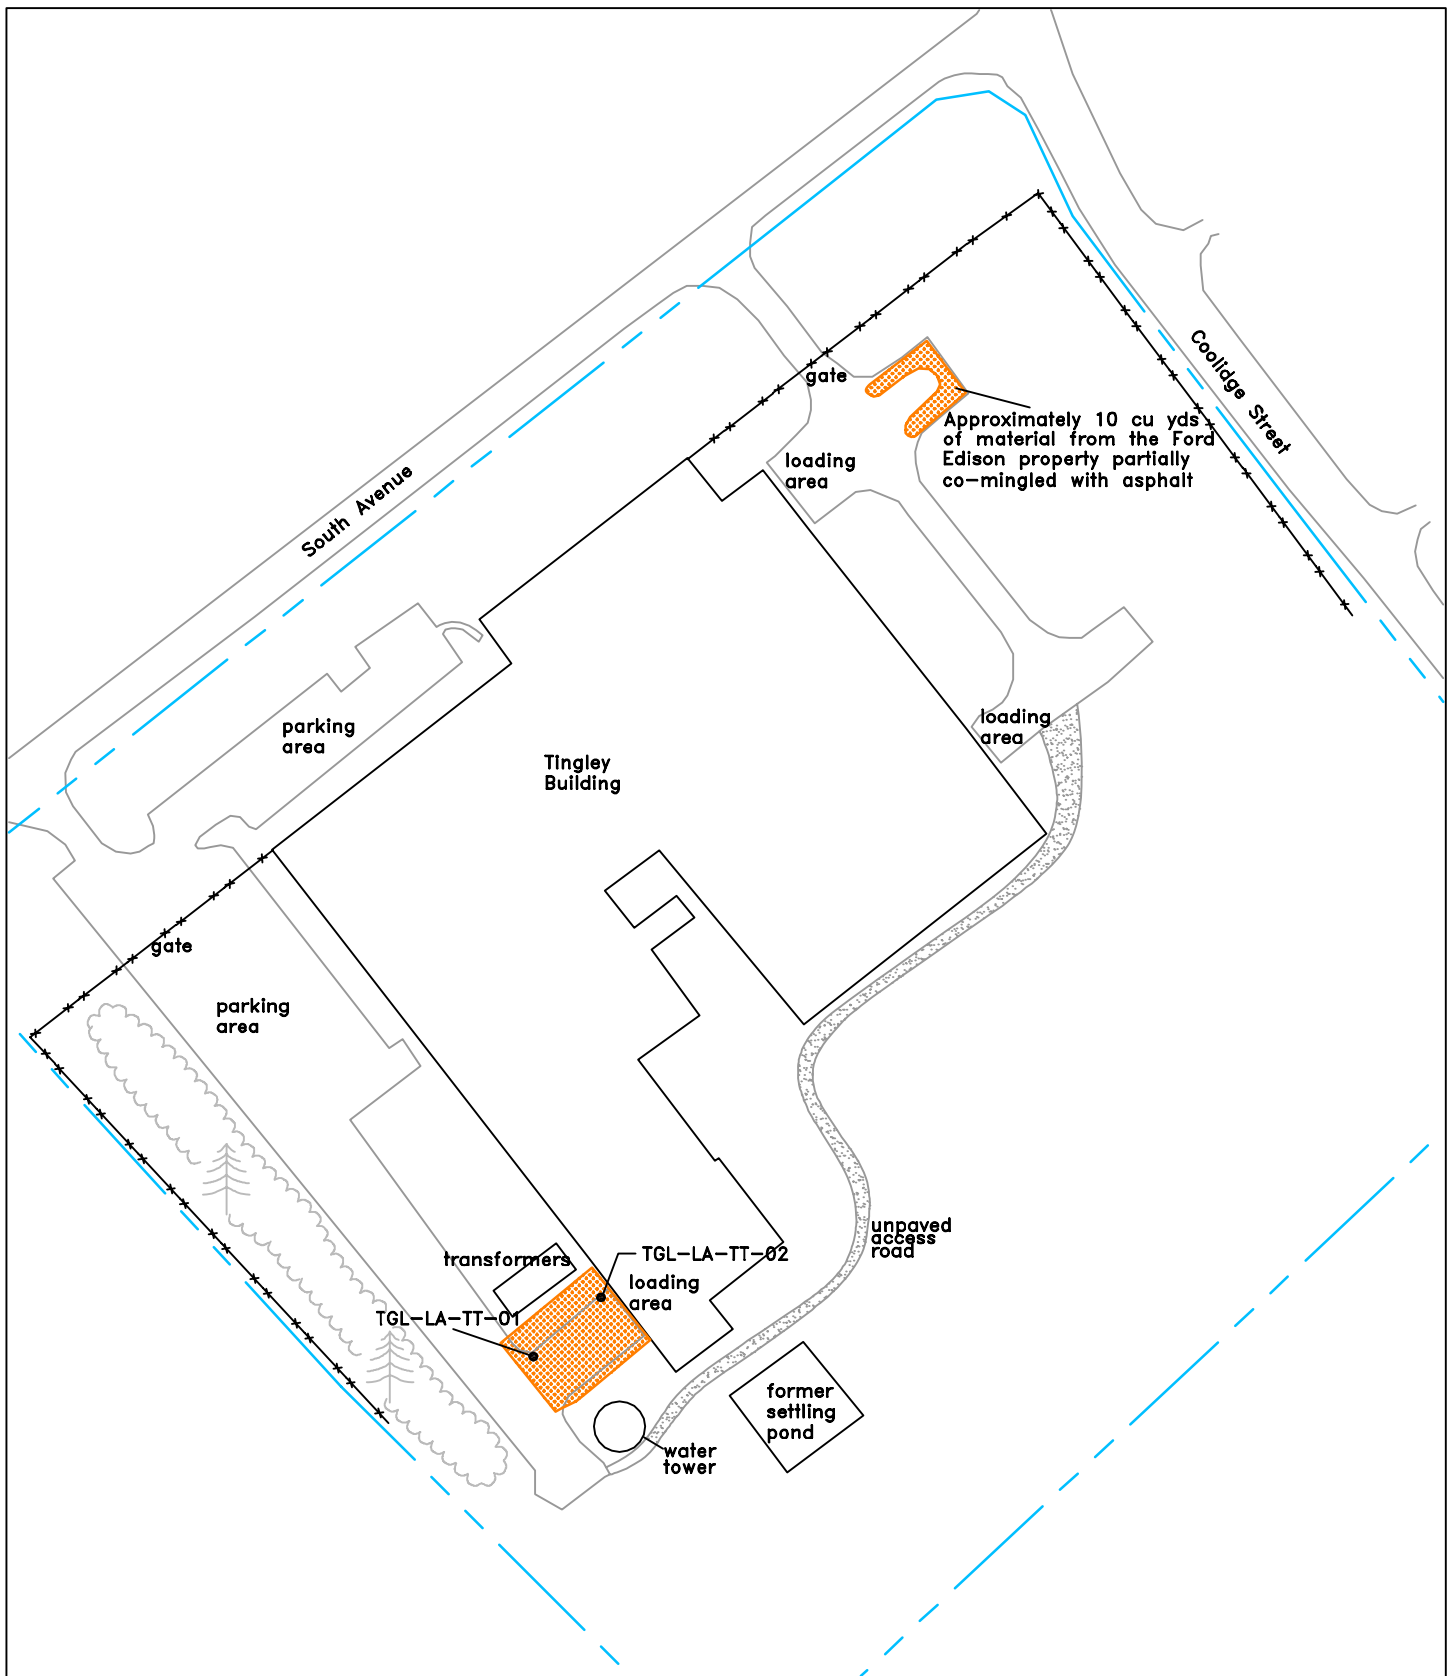 Coolidge Street
gate
Approximately 10 cu yds
of material from the Ford
Edison property partially
co-mingled with asphalt
loading
area
South Avenue
parking
area
loading
area
Tingley
Building
gate
parking
area
unpaved
access
road
transformers
TGL-LA-TT-02
loading
area
TGL-LA-TT-01
former
settling
pond
water
tower